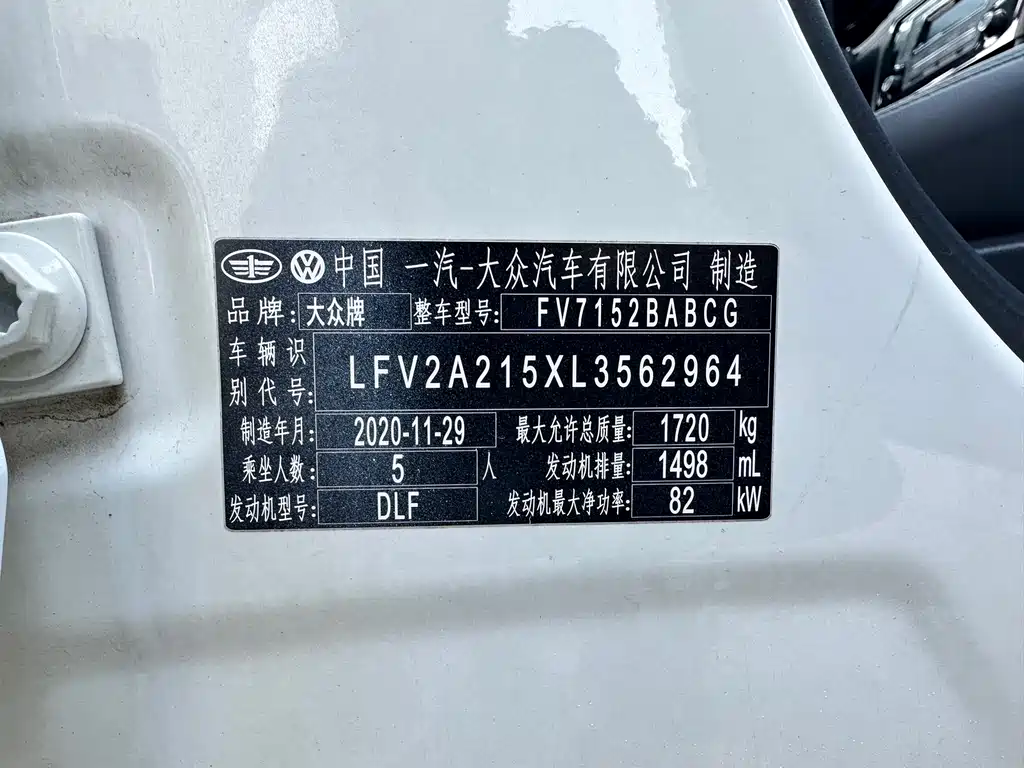 中国 一汽-大众汽车有限公司 制造
品牌: 大众牌 整车型号: FV7152BABCG
车辆识别代号: LFV2A215XL3562964
制造年月: 2020-11-29 最大允许总质量: 1720 kg
乘坐人数: 5 人 发动机排量: 1498 mL
发动机型号: DLF 发动机最大净功率: 82 kW